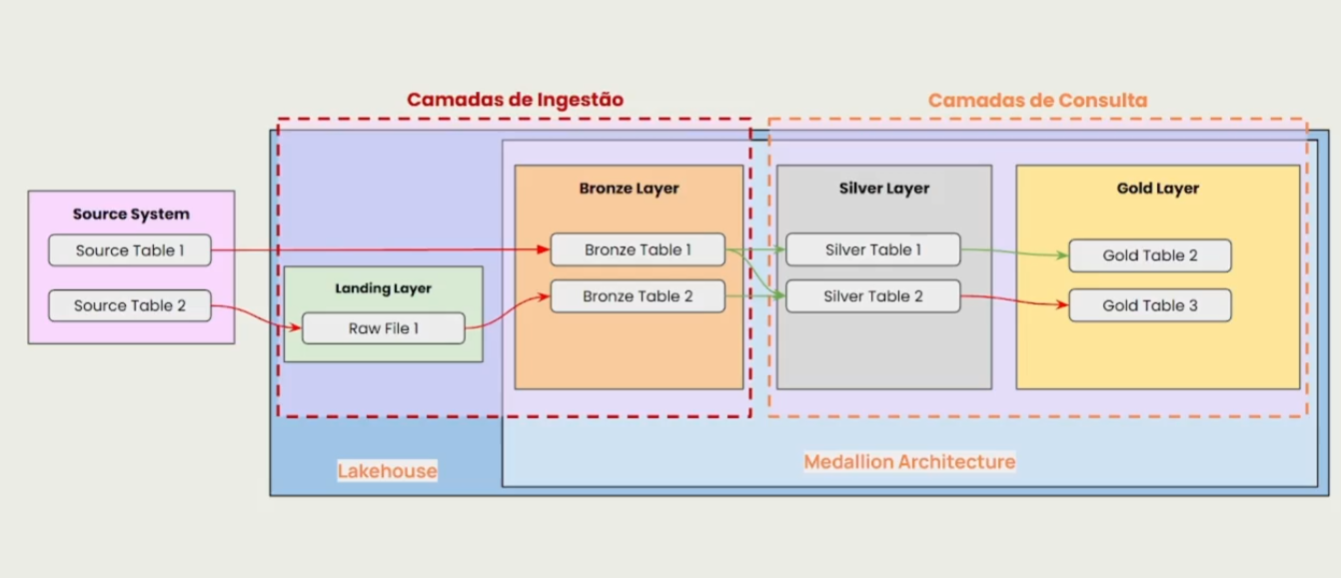 Camadas de Ingestão
Camadas de Consulta
Source System
Source Table 1
Source Table 2
Landing Layer
Raw File 1
Bronze Layer
Bronze Table 1
Bronze Table 2
Silver Layer
Silver Table 1
Silver Table 2
Gold Layer
Gold Table 2
Gold Table 3
Lakehouse
Medallion Architecture